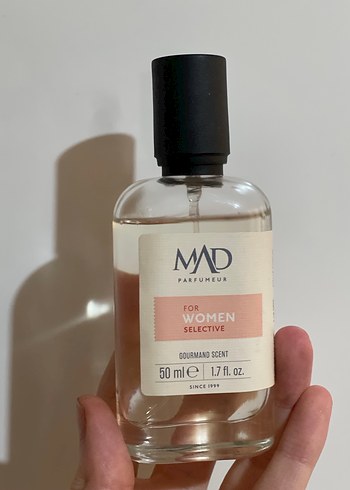 MAD
PARFUMEUR
FOR
WOMEN
SELECTIVE
GOURMAND SCENT
50 ml ℮ 1.7 fl. oz.
SINCE 1999